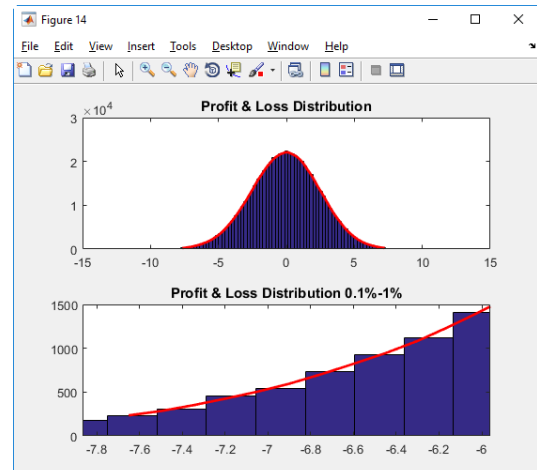 Figure 14
File Edit View Insert Tools Desktop Window Help
Profit & Loss Distribution
× 10^4
3
2
1
0
-15 -10 -5 0 5 10 15
Profit & Loss Distribution 0.1%-1%
1500
1000
500
0
-7.8 -7.6 -7.4 -7.2 -7 -6.8 -6.6 -6.4 -6.2 -6